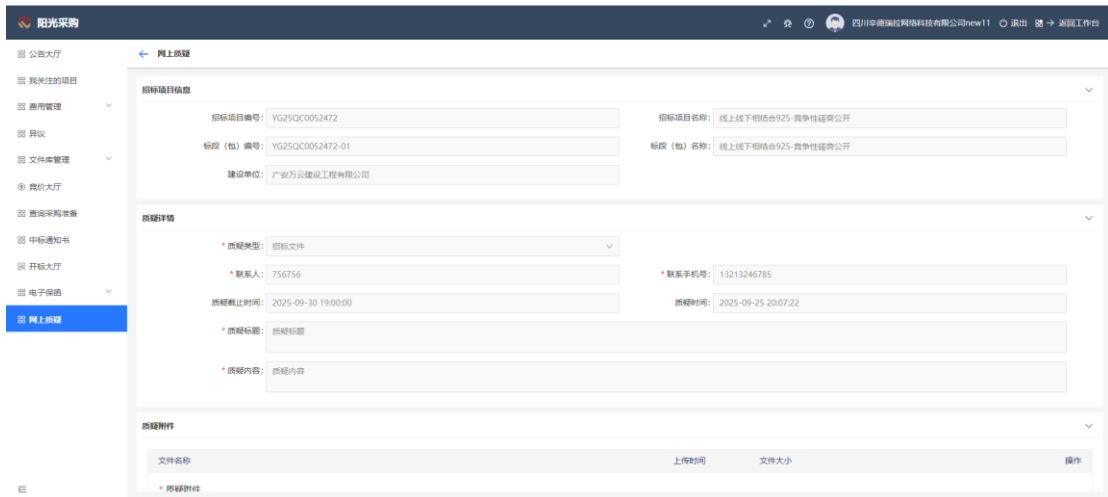 阳光采购
四川辛德瑞拉网络科技有限公司new11 退出 返回工作台
公告大厅
← 网上质疑
我关注的项目
招标项目信息
费用管理
招标项目编号: YG25QC0052472 招标项目名称: 线上线下相结合925-竞争性磋商公开
异议
标段（包）编号: YG25QC0052472-01 标段（包）名称: 线上线下相结合925-竞争性磋商公开
文件库管理
建设单位: 广安万云建设工程有限公司
竞价大厅
查询采购准备
质疑详情
中标通知书
* 质疑类型: 招标文件
开标大厅
* 联系人: 756756 * 联系手机号: 13213246785
电子保函
质疑截止时间: 2025-09-30 19:00:00 质疑时间: 2025-09-25 20:07:22
网上质疑
* 质疑标题: 质疑标题
* 质疑内容: 质疑内容
质疑附件
文件名称 上传时间 文件大小 操作
* 质疑附件